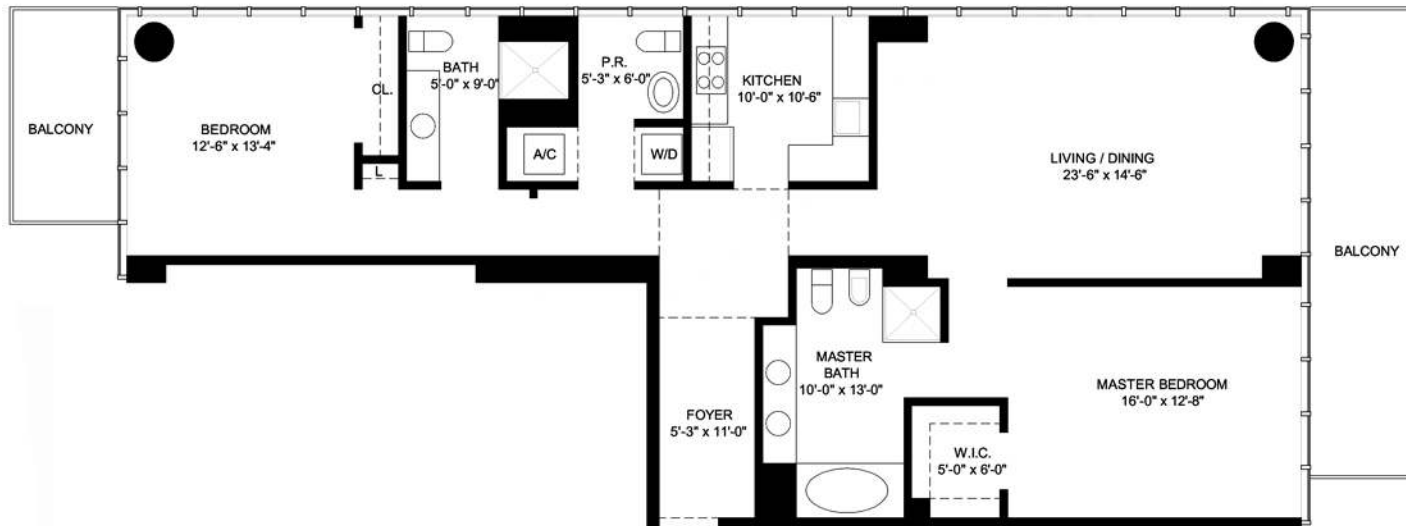 BALCONY
BEDROOM
12'-6" x 13'-4"
CL.
L
BATH
5'-0" x 9'-0"
A/C
P.R.
5'-3" x 6'-0"
W/D
KITCHEN
10'-0" x 10'-6"
LIVING / DINING
23'-6" x 14'-6"
BALCONY
FOYER
5'-3" x 11'-0"
MASTER
BATH
10'-0" x 13'-0"
W.I.C.
5'-0" x 6'-0"
MASTER BEDROOM
16'-0" x 12'-8"